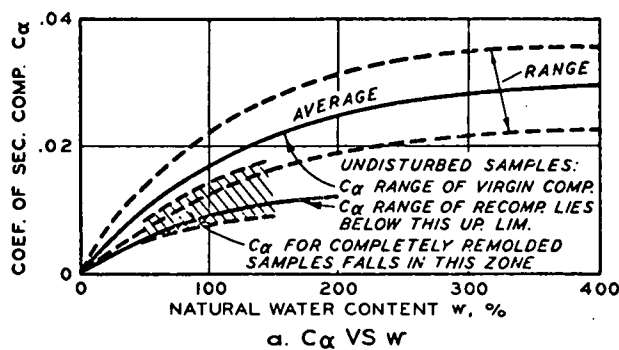 .04
COEF. OF SEC. COMP. Cα
RANGE
AVERAGE
.02
UNDISTURBED SAMPLES:
Cα RANGE OF VIRGIN COMP.
Cα RANGE OF RECOMP. LIES
BELOW THIS UP. LIM.
Cα FOR COMPLETELY REMOLDED
SAMPLES FALLS IN THIS ZONE
0
0 100 200 300 400
NATURAL WATER CONTENT w, %
a. Cα VS w